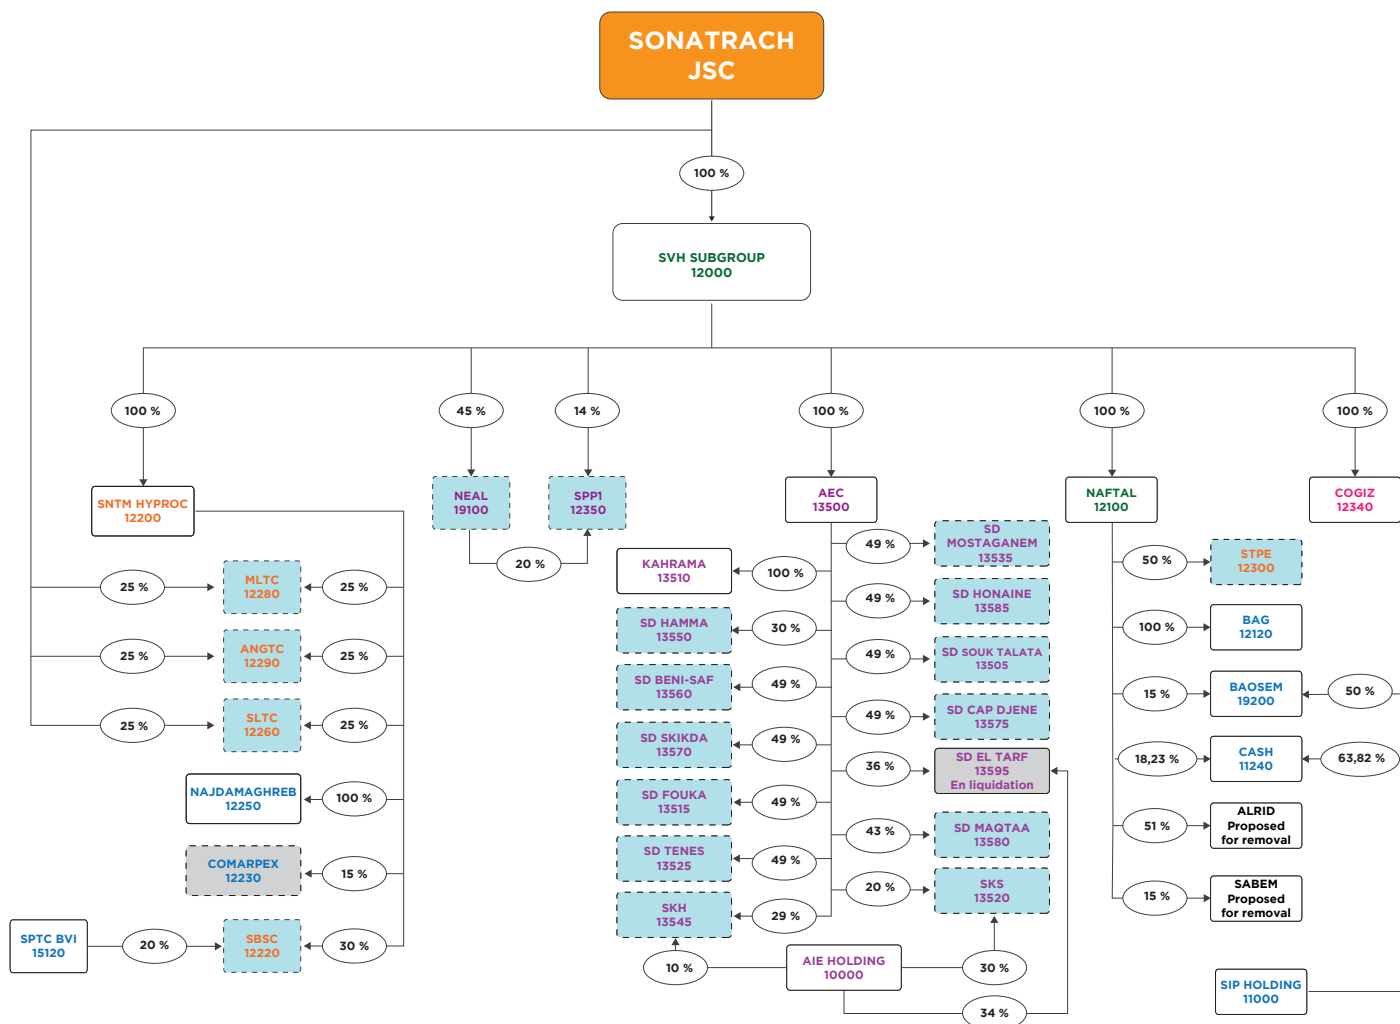 SONATRACH
JSC
100 %
SVH SUBGROUP
12000
100 %
45 %
14 %
100 %
100 %
100 %
SNTM HYPROC
12200
NEAL
19100
SPP1
12350
20 %
AEC
13500
NAFTAL
12100
COGIZ
12340
25 %
MLTC
12280
25 %
25 %
ANGTC
12290
25 %
25 %
SLTC
12260
25 %
NAJDAMAGHREB
12250
100 %
COMARPEX
12230
15 %
SPTC BVI
15120
20 %
SBSC
12220
30 %
KAHRAMA
13510
100 %
SD HAMMA
13550
30 %
SD BENI-SAF
13560
49 %
SD SKIKDA
13570
49 %
SD FOUKA
13515
49 %
SD TENES
13525
49 %
SKH
13545
29 %
49 %
SD
MOSTAGANEM
13535
49 %
SD HONAINE
13585
49 %
SD SOUK TALATA
13505
49 %
SD CAP DJENE
13575
36 %
SD EL TARF
13595
En liquidation
43 %
SD MAQTAA
13580
20 %
SKS
13520
10 %
AIE HOLDING
10000
30 %
34 %
50 %
STPE
12300
100 %
BAG
12120
15 %
BAOSEM
19200
50 %
18,23 %
CASH
11240
63,82 %
51 %
ALRID
Proposed
for removal
15 %
SABEM
Proposed
for removal
SIP HOLDING
11000